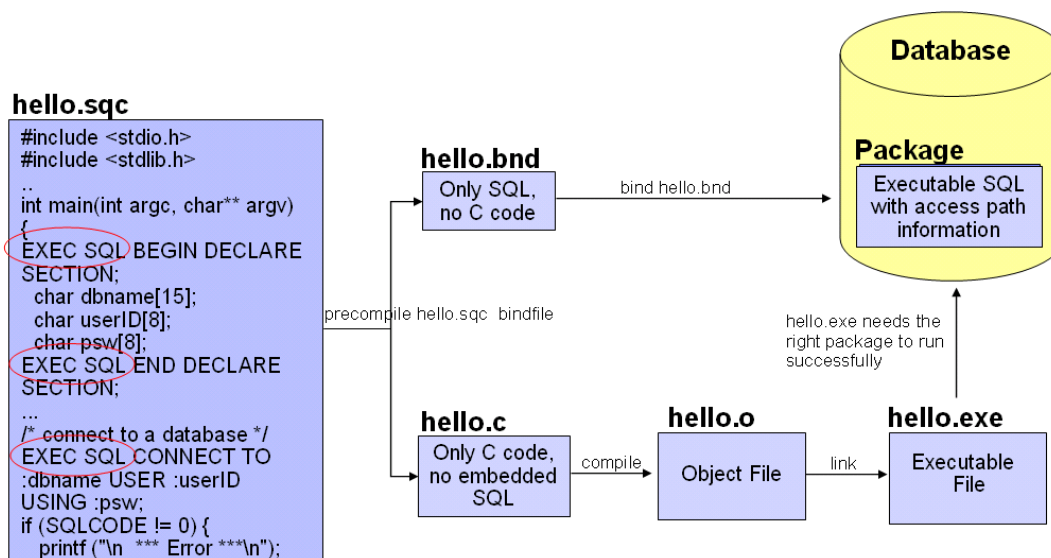 hello.sqc
#include <stdio.h>
#include <stdlib.h>
..
int main(int argc, char** argv)
{
EXEC SQL BEGIN DECLARE
SECTION;
char dbname[15];
char userID[8];
char psw[8];
EXEC SQL END DECLARE
SECTION;
...
/* connect to a database */
EXEC SQL CONNECT TO
:dbname USER :userID
USING :psw;
if (SQLCODE != 0) {
printf ("\n *** Error ***\n");
precompile hello.sqc bindfile
hello.bnd
Only SQL,
no C code
bind hello.bnd
Database
Package
Executable SQL
with access path
information
hello.exe needs the
right package to run
successfully
hello.c
Only C code,
no embedded
SQL
compile
hello.o
Object File
link
hello.exe
Executable
File